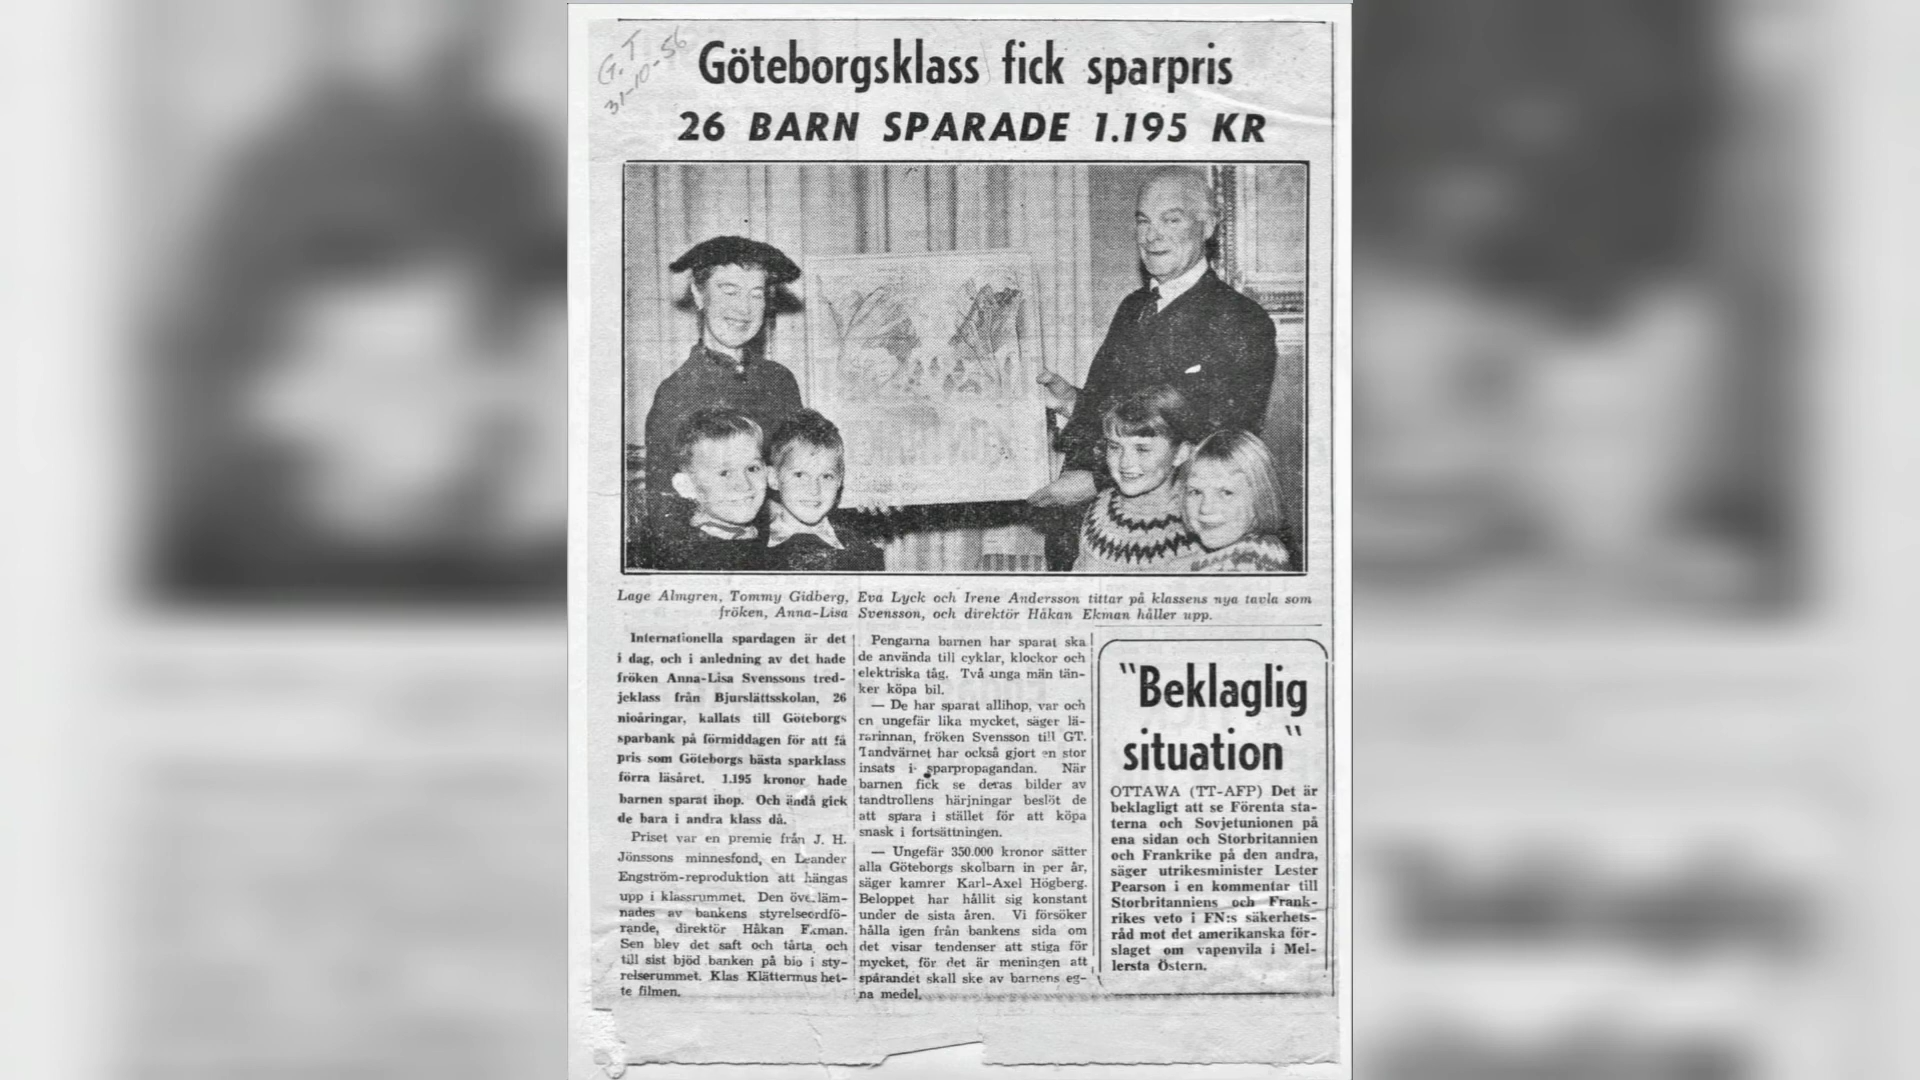 G.T
31-10-56
Göteborgsklass fick sparpris
26 BARN SPARADE 1.195 KR
Lage Almgren, Tommy Gidberg, Eva Lyck och Irene Andersson tittar på klassens nya tavla som
fröken, Anna-Lisa Svensson, och direktör Håkan Ekman håller upp.
Internationella spardagen är det
i dag, och i anledning av det hade
fröken Anna-Lisa Svenssons tred-
jeklass från Bjurslättsskolan, 26
nioåringar, kallats till Göteborgs
sparbank på förmiddagen för att få
pris som Göteborgs bästa sparklass
förra läsåret. 1.195 kronor hade
barnen sparat ihop. Och ändå gick
de bara i andra klass då.
Priset var en premie från J. H.
Jönssons minnesfond, en Leander
Engström-reproduktion att hängas
upp i klassrummet. Den överläm-
nades av bankens styrelseordfö-
rande, direktör Håkan Ekman.
Sen blev det saft och tårta och
till sist bjöd banken på bio i sty-
relserummet. Klas Klättermus het-
te filmen.
Pengarna barnen har sparat ska
de använda till cyklar, klockor och
elektriska tåg. Två unga män tän-
ker köpa bil.
— De har sparat allihop, var och
en ungefär lika mycket, säger lä-
rarinnan, fröken Svensson till GT.
Tandvärnet har också gjort en stor
insats i sparpropagandan. När
barnen fick se deras bilder av
tandtrollens härjningar beslöt de
att spara i stället för att köpa
snask i fortsättningen.
— Ungefär 350.000 kronor sätter
alla Göteborgs skolbarn in per år,
säger kamrer Karl-Axel Högberg.
Beloppet har hållit sig konstant
under de sista åren. Vi försöker
hålla igen från bankens sida om
det visar tendenser att stiga för
mycket, för det är meningen att
sparandet skall ske av barnens eg-
na medel.
"Beklaglig
situation"
OTTAWA (TT-AFP) Det är
beklagligt att se Förenta sta-
terna och Sovjetunionen på
ena sidan och Storbritannien
och Frankrike på den andra,
säger utrikesminister Lester
Pearson i en kommentar till
Storbritanniens och Frank-
rikes veto i FN:s säkerhets-
råd mot det amerikanska för-
slaget om vapenvila i Mel-
lersta Östern.